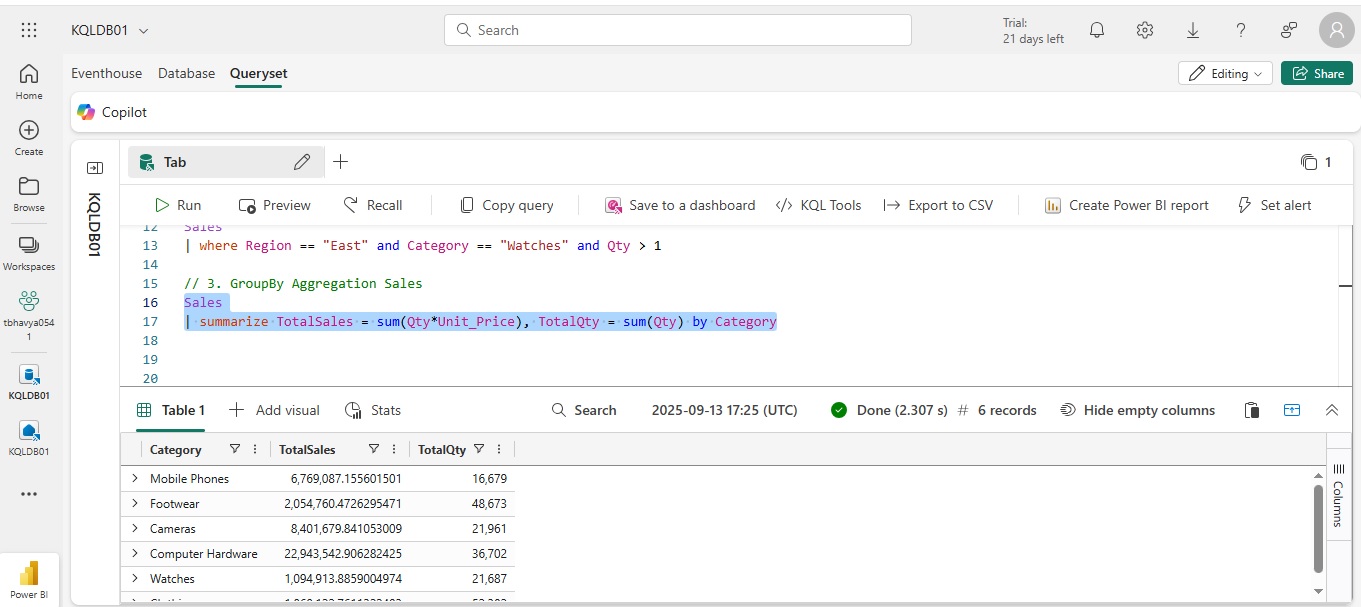 KQLDB01
Search
Trial:
21 days left
Home
Create
Browse
Workspaces
tbhavya054
1
KQLDB01
KQLDB01
Power BI
Eventhouse Database Queryset
Editing
Share
Copilot
KQLDB01
Tab
1
Run Preview Recall Copy query Save to a dashboard </> KQL Tools Export to CSV Create Power BI report Set alert
12 Sales
13 | where Region == "East" and Category == "Watches" and Qty > 1
14
15 // 3. GroupBy Aggregation Sales
16 Sales
17 | summarize TotalSales = sum(Qty*Unit_Price), TotalQty = sum(Qty) by Category
18
19
20
Table 1 Add visual Stats Search 2025-09-13 17:25 (UTC) Done (2.307 s) # 6 records Hide empty columns
Category TotalSales TotalQty
Mobile Phones 6,769,087.155601501 16,679
Footwear 2,054,760.4726295471 48,673
Cameras 8,401,679.841053009 21,961
Computer Hardware 22,943,542.906282425 36,702
Watches 1,094,913.8859004974 21,687
Columns